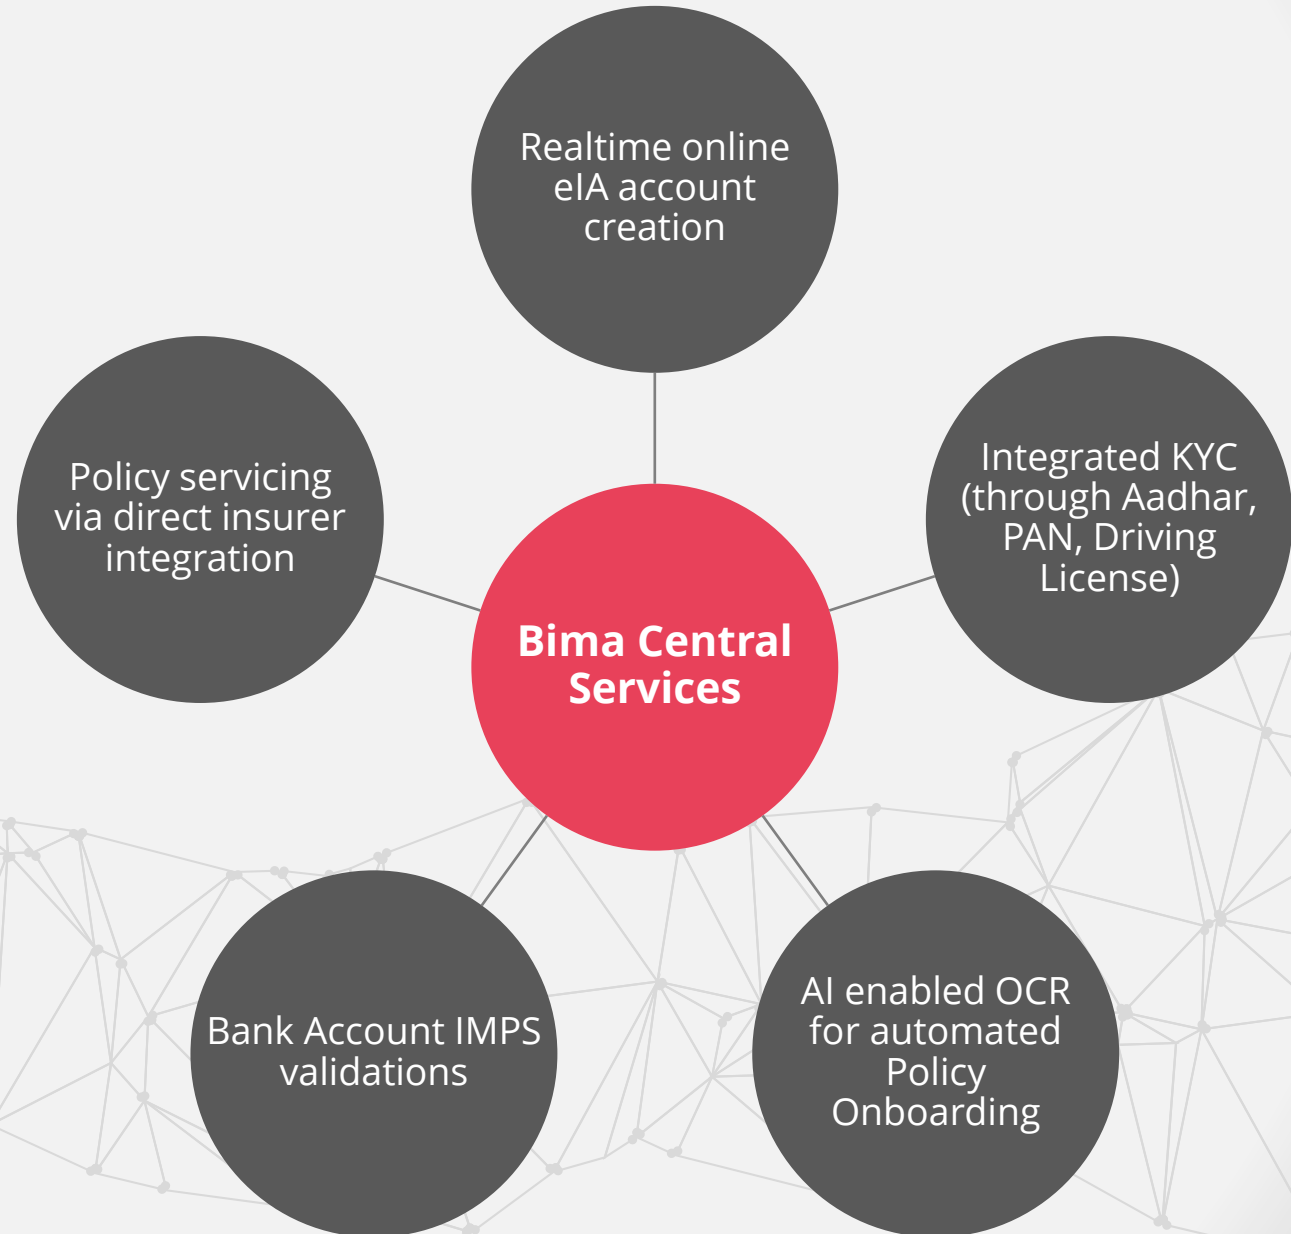 Realtime online
eIA account
creation
Policy servicing
via direct insurer
integration
Integrated KYC
(through Aadhar,
PAN, Driving
License)
Bima Central
Services
Bank Account IMPS
validations
AI enabled OCR
for automated
Policy
Onboarding